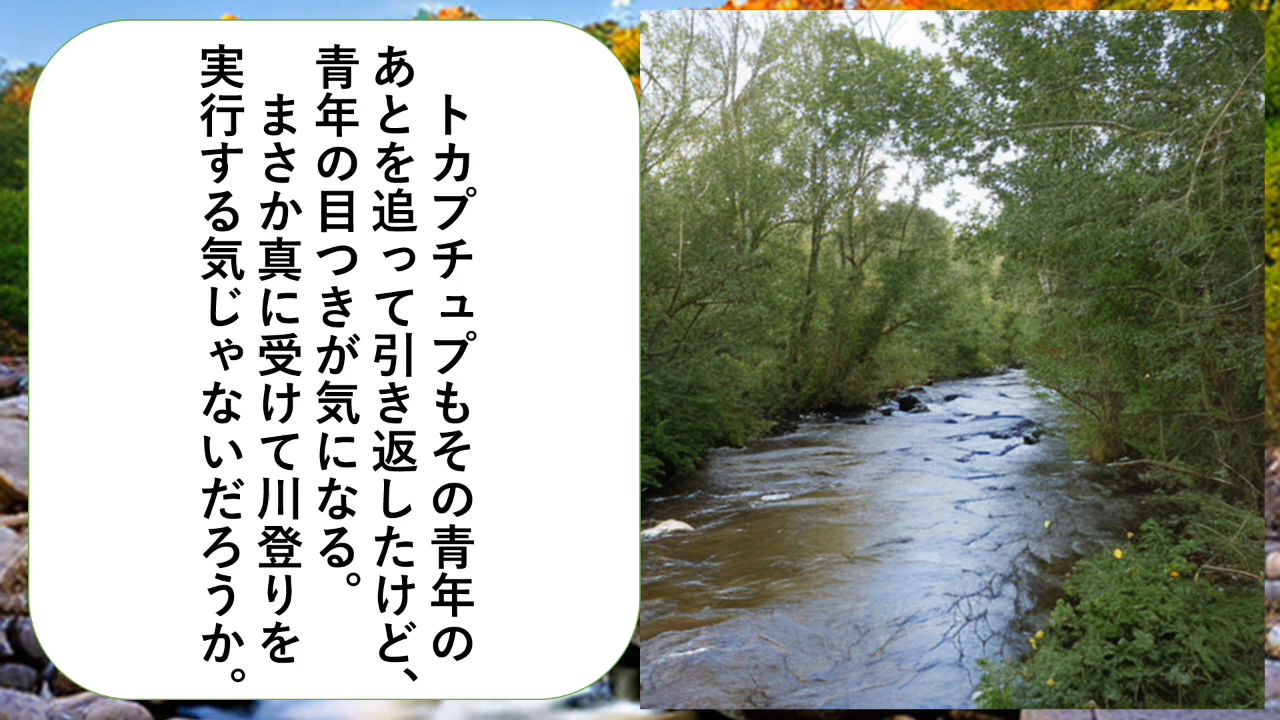 トカプチュプもその青年の
あとを追って引き返したけど、
青年の目つきが気になる。
　まさか真に受けて川登りを
実行する気じゃないだろうか。